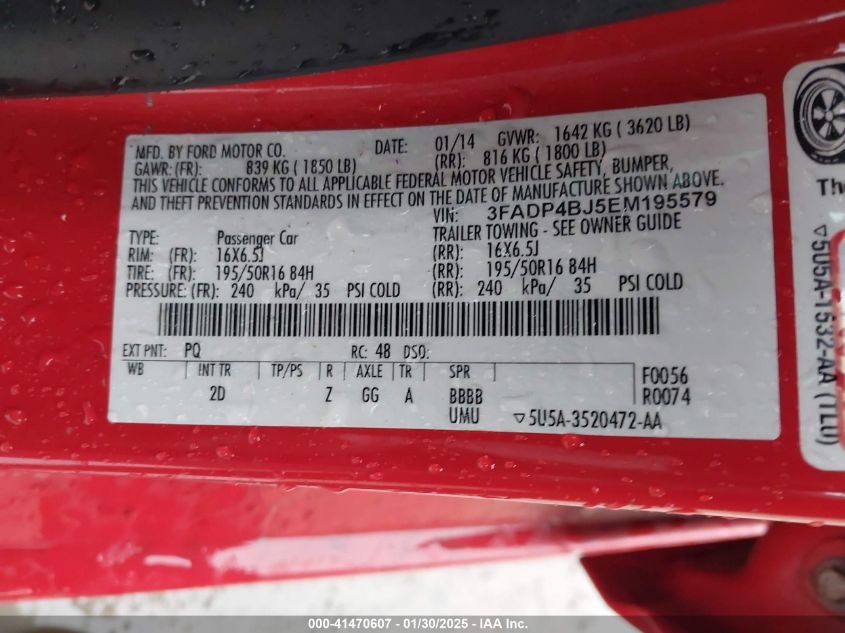 MFD. BY FORD MOTOR CO. DATE: 01/14 GVWR: 1642 KG ( 3620 LB)
GAWR: (FR): 839 KG ( 1850 LB) (RR): 816 KG ( 1800 LB)
THIS VEHICLE CONFORMS TO ALL APPLICABLE FEDERAL MOTOR VEHICLE SAFETY, BUMPER,
AND THEFT PREVENTION STANDARDS IN EFFECT ON THE DATE OF MANUFACTURE SHOWN ABOVE.
VIN: 3FADP4BJ5EM195579
TYPE: Passenger Car TRAILER TOWING - SEE OWNER GUIDE
RIM: (FR): 16X6.5J (RR): 16X6.5J
TIRE: (FR): 195/50R16 84H (RR): 195/50R16 84H
PRESSURE: (FR): 240 kPa/ 35 PSI COLD (RR): 240 kPa/ 35 PSI COLD
EXT PNT: PQ RC: 48 DSO:
WB INT TR TP/PS R AXLE TR SPR F0056
2D Z GG A BBBB R0074
UMU ▽5U5A-3520472-AA
The
▽5U5A-1532-AA (TLU)
000-41470607 - 01/30/2025 - IAA Inc.